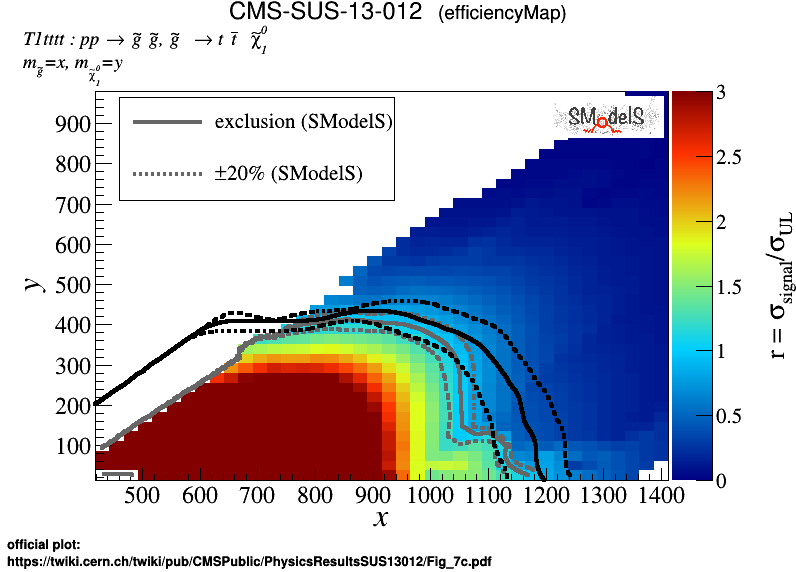 CMS-SUS-13-012 (efficiencyMap)
T1tttt : pp → g̃ g̃, g̃ → t t̄ χ̃⁰₁
m_g̃=x, m_χ̃⁰₁=y
exclusion (SModelS)
±20% (SModelS)
SModelS
900
800
700
600
500
400
300
200
100
y
500 600 700 800 900 1000 1100 1200 1300 1400
x
3
2.5
2
1.5
1
0.5
0
r = σ_signal/σ_UL
official plot:
https://twiki.cern.ch/twiki/pub/CMSPublic/PhysicsResultsSUS13012/Fig_7c.pdf